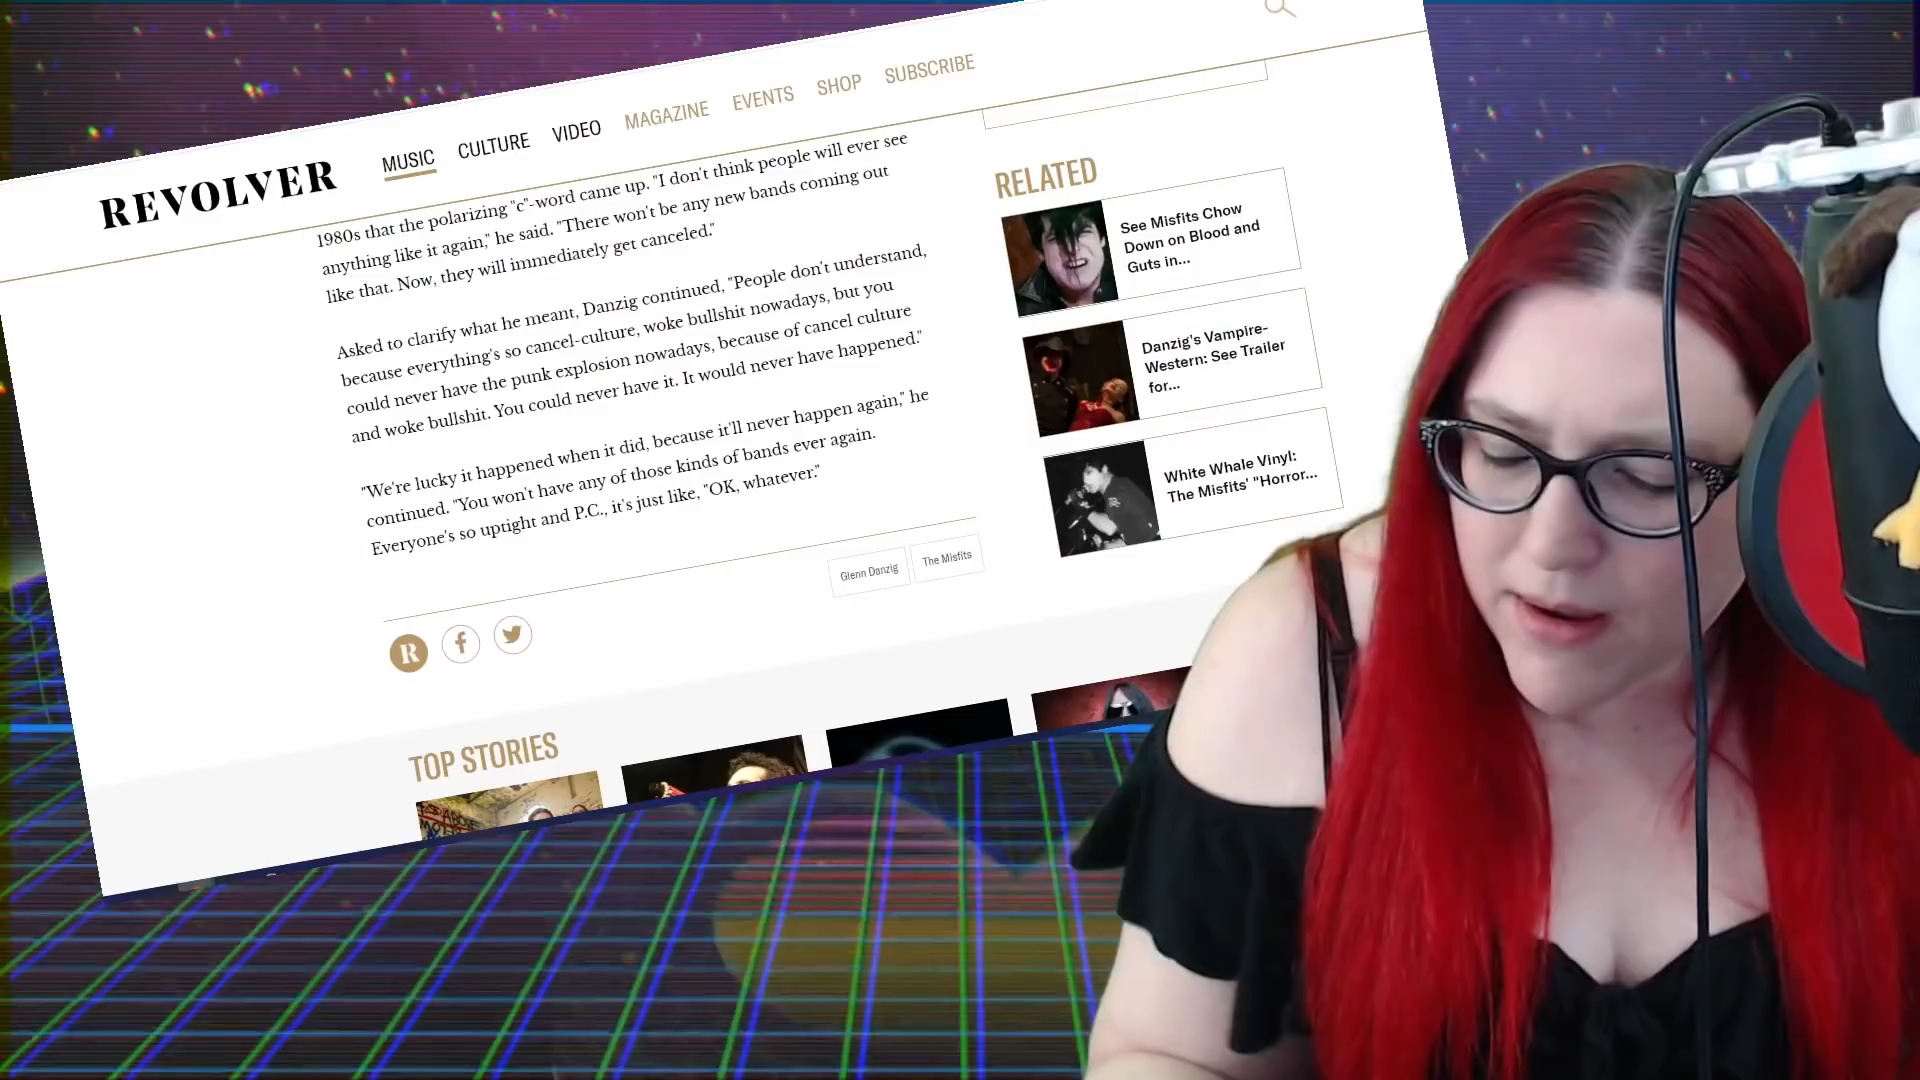 REVOLVER
MUSIC CULTURE VIDEO MAGAZINE EVENTS SHOP SUBSCRIBE
1980s that the polarizing "c"-word came up. "I don't think people will ever see
anything like it again," he said. "There won't be any new bands coming out
like that. Now, they will immediately get canceled."
Asked to clarify what he meant, Danzig continued, "People don't understand,
because everything's so cancel-culture, woke bullshit nowadays, but you
could never have the punk explosion nowadays, because of cancel culture
and woke bullshit. You could never have it. It would never have happened."
"We're lucky it happened when it did, because it'll never happen again," he
continued. "You won't have any of those kinds of bands ever again.
Everyone's so uptight and P.C., it's just like, "OK, whatever."
Glenn Danzig
The Misfits
R
TOP STORIES
RELATED
See Misfits Chow
Down on Blood and
Guts in...
Danzig's Vampire-
Western: See Trailer
for...
White Whale Vinyl:
The Misfits' "Horror...